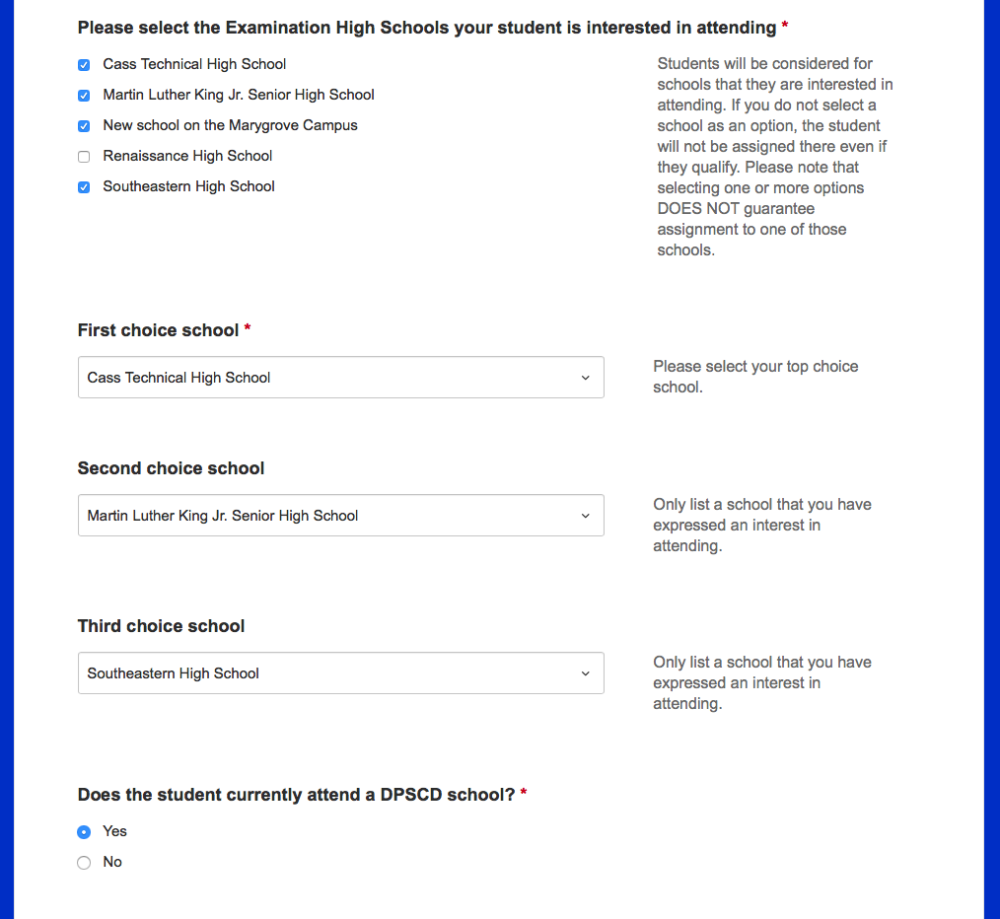 Please select the Examination High Schools your student is interested in attending *
Cass Technical High School
Martin Luther King Jr. Senior High School
New school on the Marygrove Campus
Renaissance High School
Southeastern High School
Students will be considered for
schools that they are interested in
attending. If you do not select a
school as an option, the student
will not be assigned there even if
they qualify. Please note that
selecting one or more options
DOES NOT guarantee
assignment to one of those
schools.
First choice school *
Cass Technical High School
Please select your top choice
school.
Second choice school
Martin Luther King Jr. Senior High School
Only list a school that you have
expressed an interest in
attending.
Third choice school
Southeastern High School
Only list a school that you have
expressed an interest in
attending.
Does the student currently attend a DPSCD school? *
Yes
No